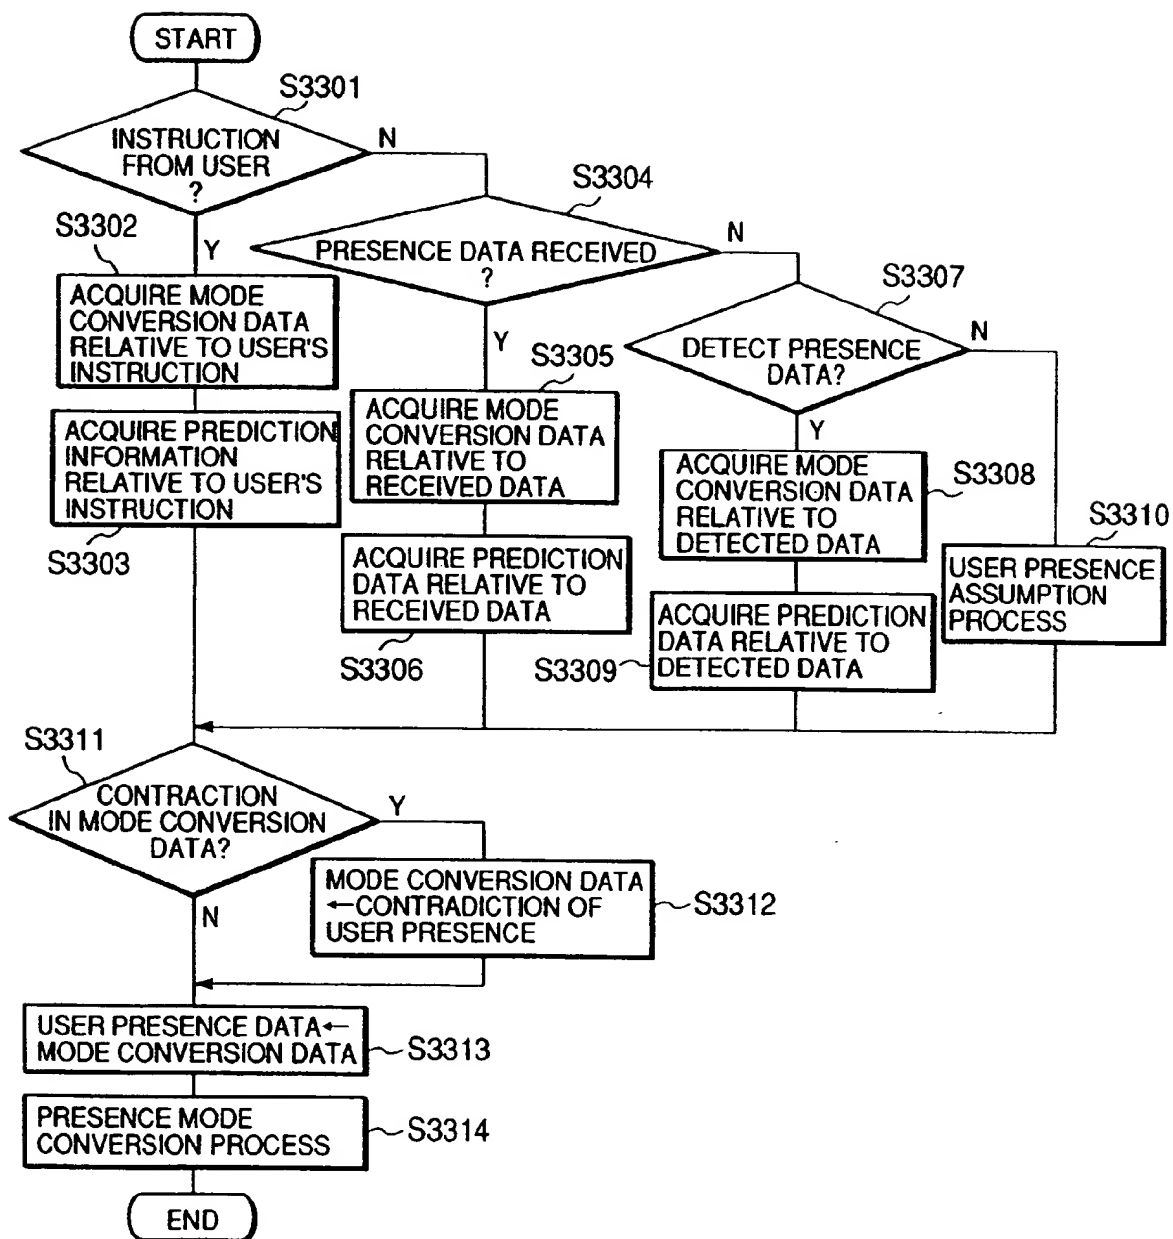 START
S3301
INSTRUCTION
FROM USER
?
N
Y
S3302
ACQUIRE MODE
CONVERSION DATA
RELATIVE TO USER'S
INSTRUCTION
ACQUIRE PREDICTION
INFORMATION
RELATIVE TO USER'S
INSTRUCTION
S3303
S3304
PRESENCE DATA RECEIVED
?
N
Y
S3305
ACQUIRE MODE
CONVERSION DATA
RELATIVE TO
RECEIVED DATA
ACQUIRE PREDICTION
DATA RELATIVE TO
RECEIVED DATA
S3306
S3307
DETECT PRESENCE
DATA?
N
Y
ACQUIRE MODE
CONVERSION DATA
RELATIVE TO
DETECTED DATA
S3308
ACQUIRE PREDICTION
DATA RELATIVE TO
DETECTED DATA
S3309
S3310
USER PRESENCE
ASSUMPTION
PROCESS
S3311
CONTRACTION
IN MODE CONVERSION
DATA?
Y
N
MODE CONVERSION DATA
←CONTRADICTION OF
USER PRESENCE
S3312
USER PRESENCE DATA←
MODE CONVERSION DATA
S3313
PRESENCE MODE
CONVERSION PROCESS
S3314
END